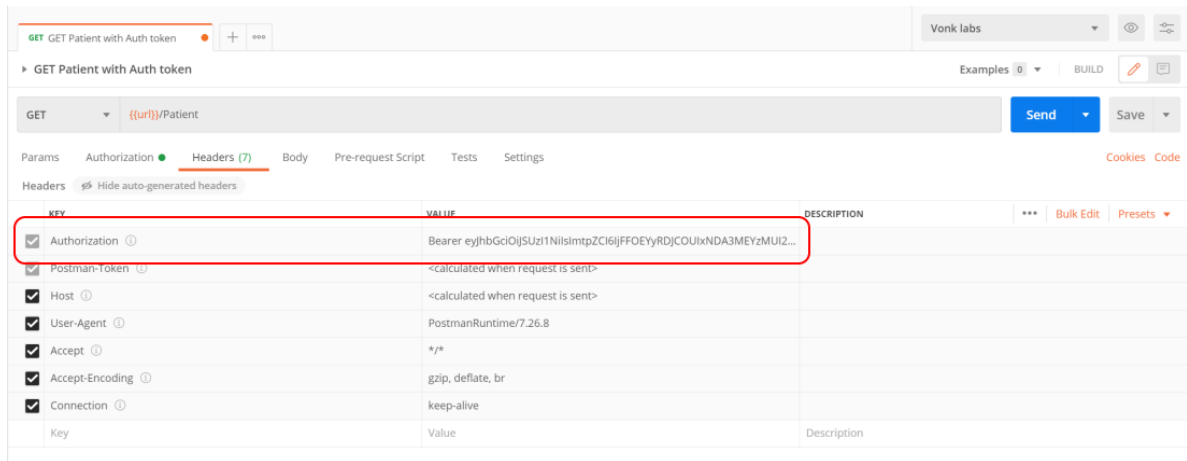 GET GET Patient with Auth token
Vonk labs
GET Patient with Auth token
Examples 0
BUILD
GET
{{url}}/Patient
Send
Save
Params Authorization Headers (7) Body Pre-request Script Tests Settings
Cookies Code
Headers Hide auto-generated headers
KEY VALUE DESCRIPTION
Bulk Edit Presets
Authorization Bearer eyJhbGciOiJSUzI1NiIsImtpZCI6IjFFOEYyRDJCOUIxNDA3MEYzMUI2...
Postman-Token <calculated when request is sent>
Host <calculated when request is sent>
User-Agent PostmanRuntime/7.26.8
Accept */*
Accept-Encoding gzip, deflate, br
Connection keep-alive
Key Value Description